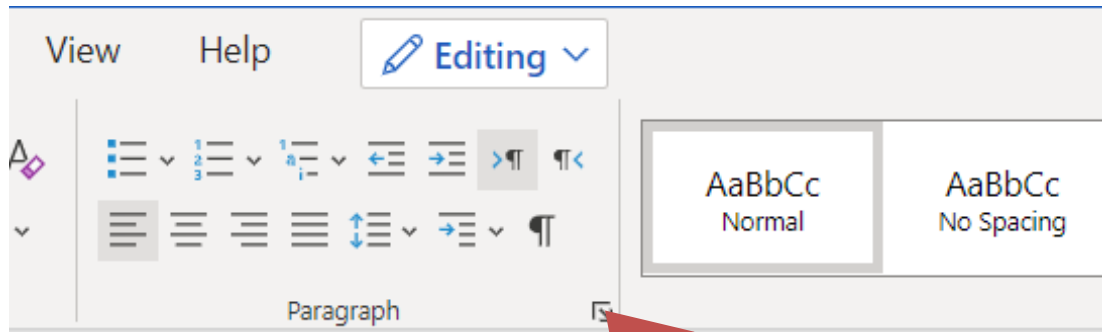 View Help Editing
AaBbCc AaBbCc
Normal No Spacing
Paragraph